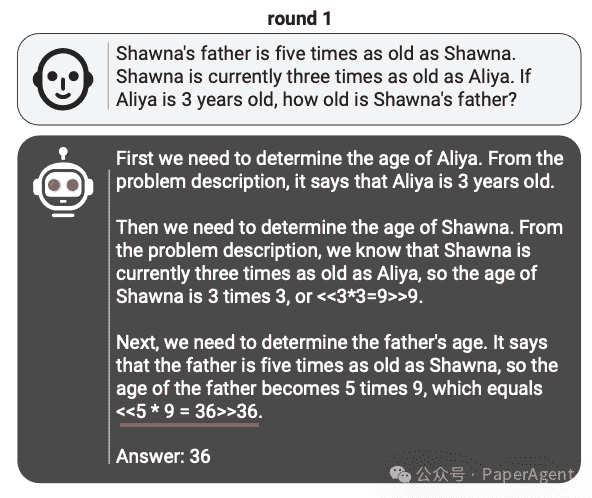 round 1
Shawna's father is five times as old as Shawna.
Shawna is currently three times as old as Aliya. If
Aliya is 3 years old, how old is Shawna's father?
First we need to determine the age of Aliya. From the
problem description, it says that Aliya is 3 years old.
Then we need to determine the age of Shawna. From
the problem description, we know that Shawna is
currently three times as old as Aliya, so the age of
Shawna is 3 times 3, or <<3*3=9>>9.
Next, we need to determine the father's age. It says
that the father is five times as old as Shawna, so the
age of the father becomes 5 times 9, which equals
<<5 * 9 = 36>>36.
Answer: 36
公众号 · PaperAgent